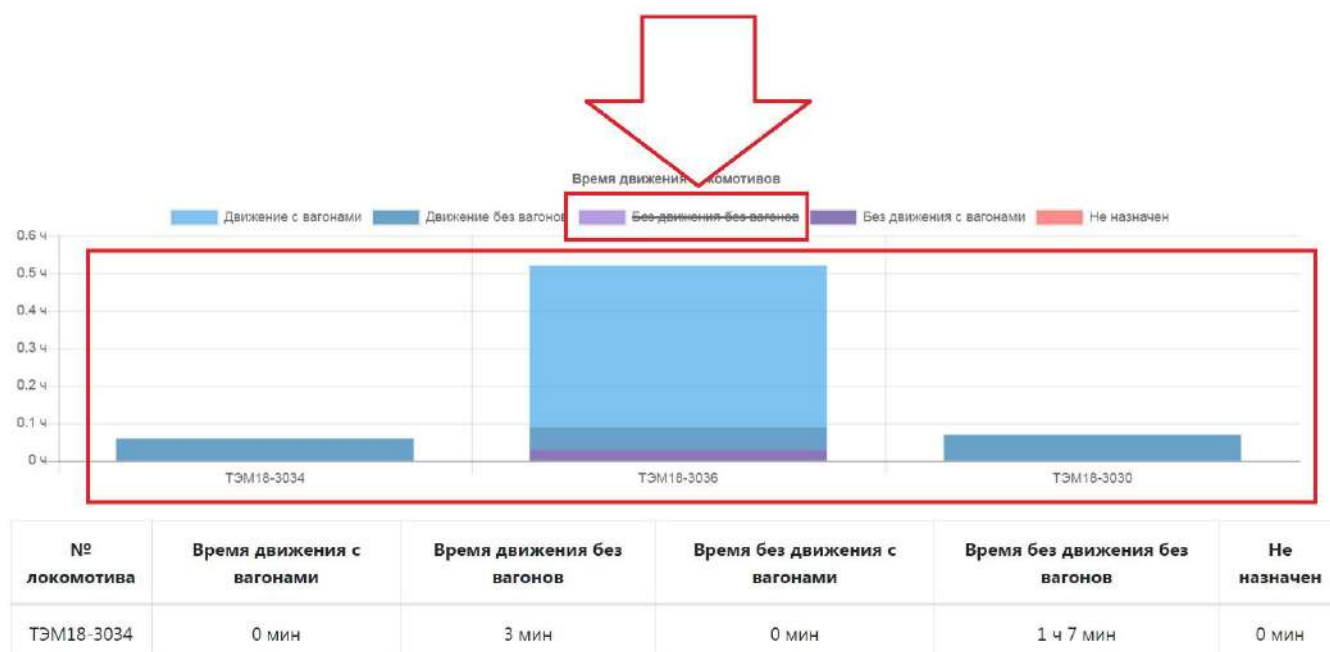 Время движения локомотивов
Движение с вагонами Движение без вагонов Без движения без вагонов Без движения с вагонами Не назначен
0.6 ч
0.5 ч
0.4 ч
0.3 ч
0.2 ч
0.1 ч
0 ч
ТЭМ18-3034 ТЭМ18-3036 ТЭМ18-3030
№ локомотива Время движения с вагонами Время движения без вагонов Время без движения с вагонами Время без движения без вагонов Не назначен
ТЭМ18-3034 0 мин 3 мин 0 мин 1 ч 7 мин 0 мин